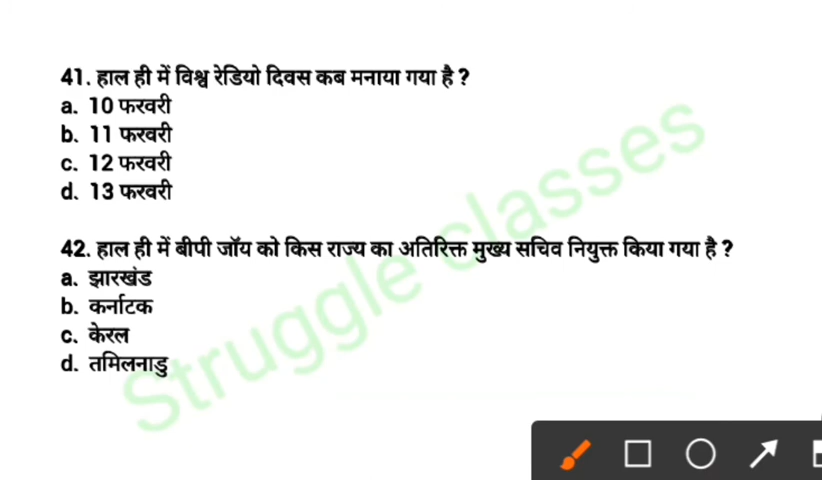 41. हाल ही में विश्व रेडियो दिवस कब मनाया गया है ?
a. 10 फरवरी
b. 11 फरवरी
c. 12 फरवरी
d. 13 फरवरी
42. हाल ही में बीपी जॉय को किस राज्य का अतिरिक्त मुख्य सचिव नियुक्त किया गया है ?
a. झारखंड
b. कर्नाटक
c. केरल
d. तमिलनाडु
Struggle classes